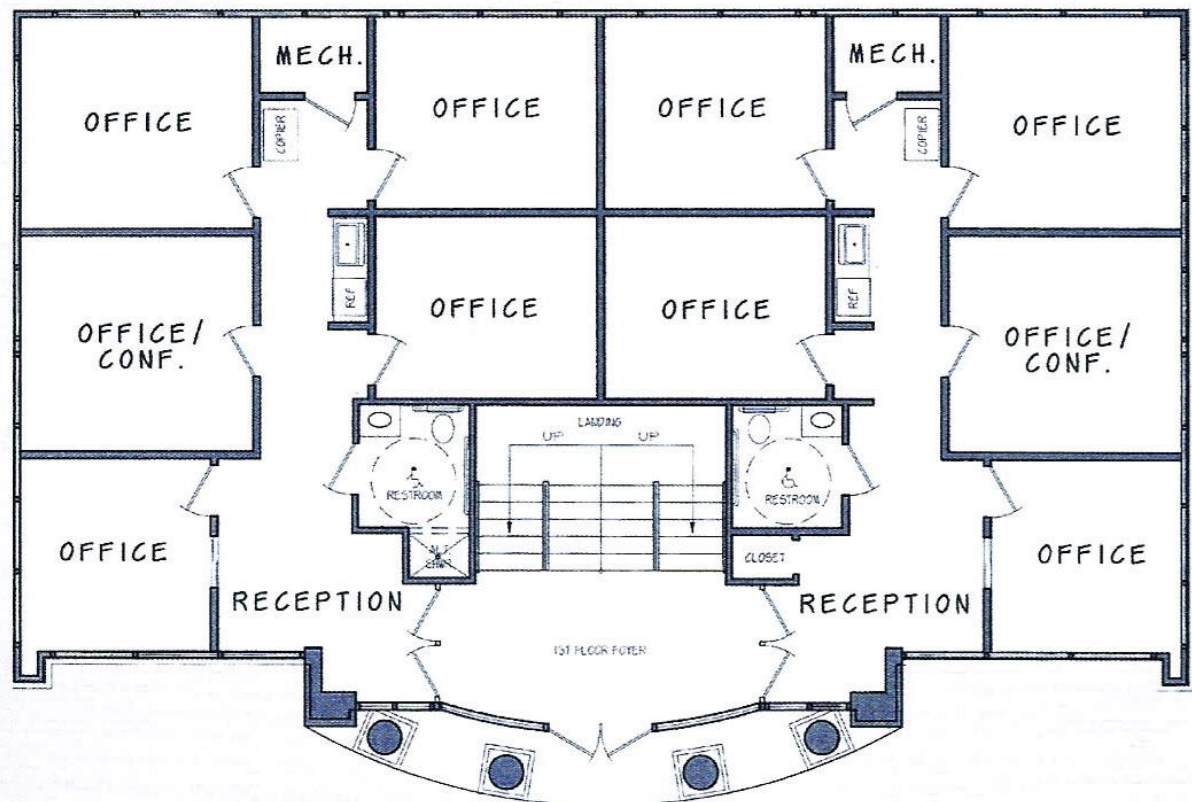 MECH.
MECH.
OFFICE
OFFICE
OFFICE
OFFICE
COPIER
COPIER
OFFICE/
CONF.
REF
OFFICE
OFFICE
REF
OFFICE/
CONF.
LANDING
UP
UP
RESTROOM
RESTROOM
OFFICE
CLOSET
OFFICE
RECEPTION
RECEPTION
1ST FLOOR FOYER